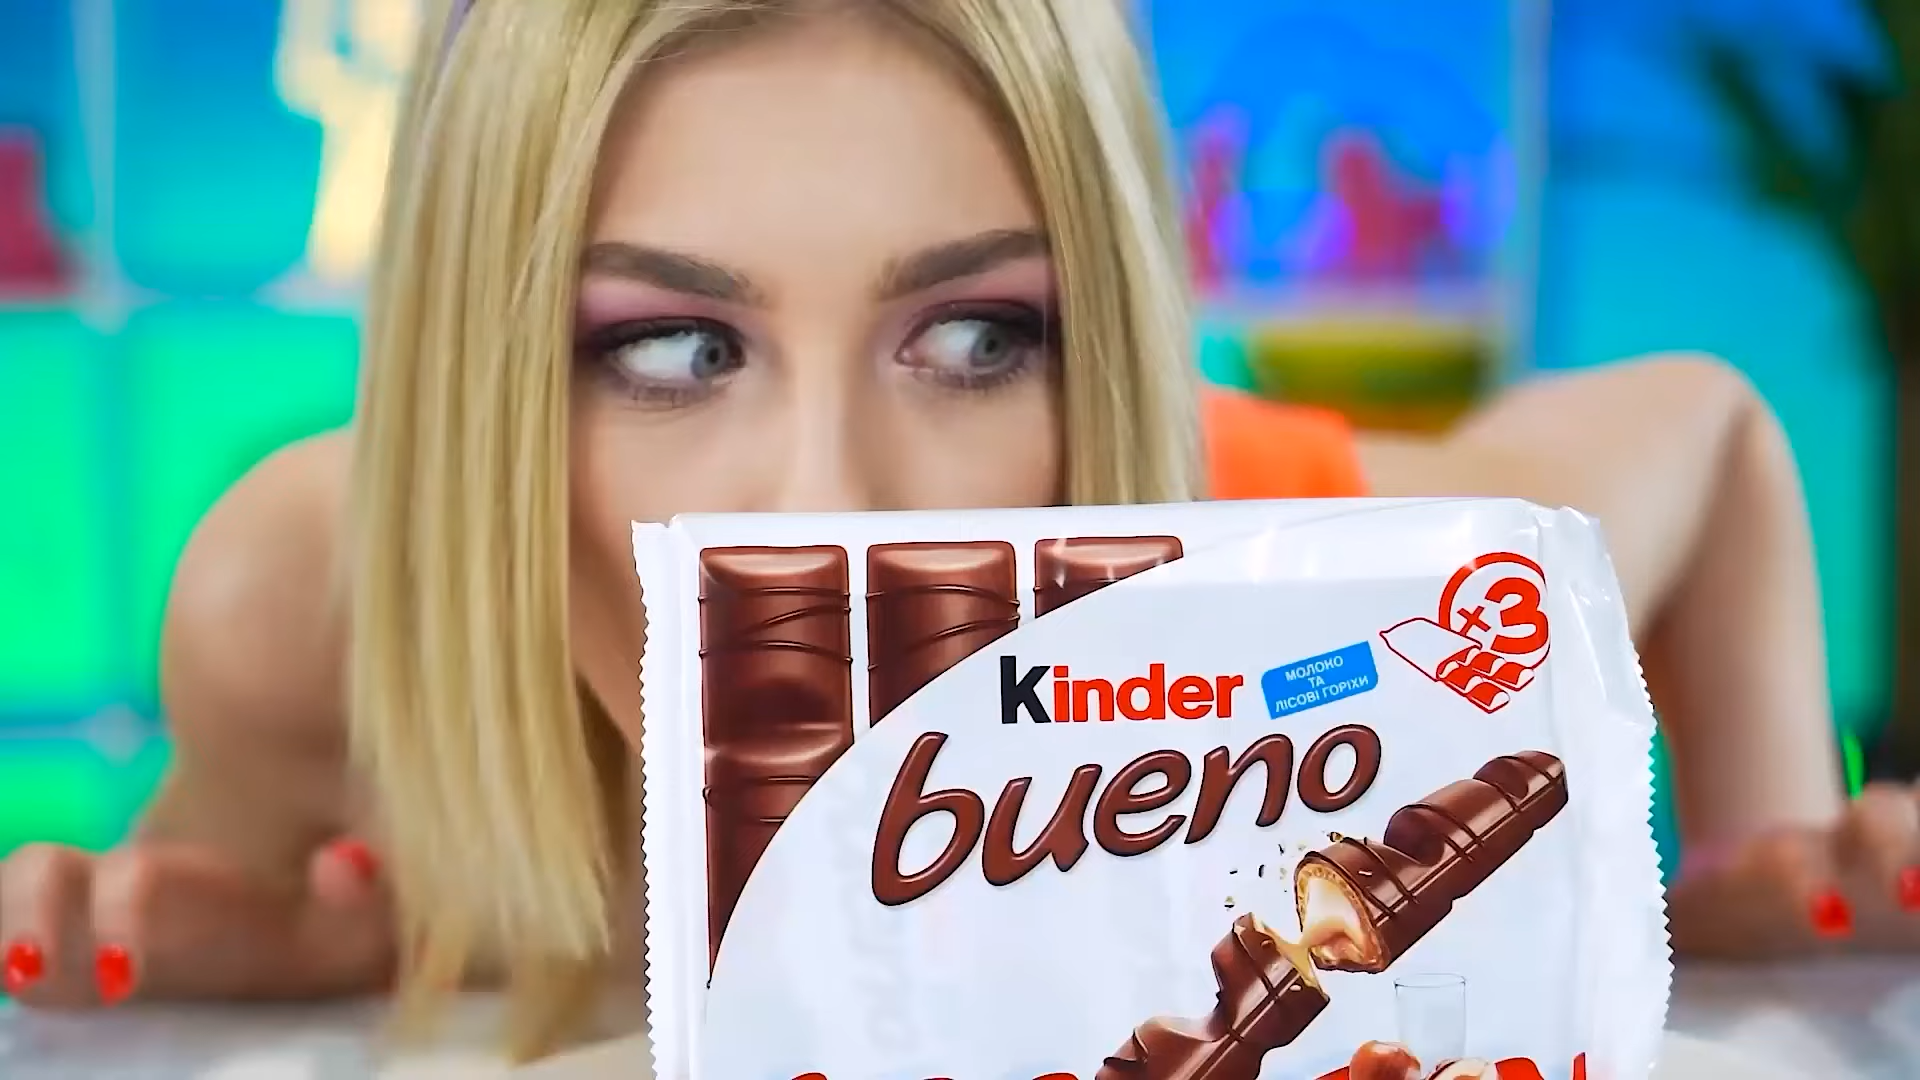 Kinder
bueno
МОЛОКО
ТА
ЛІСОВІ ГОРІХИ
×3